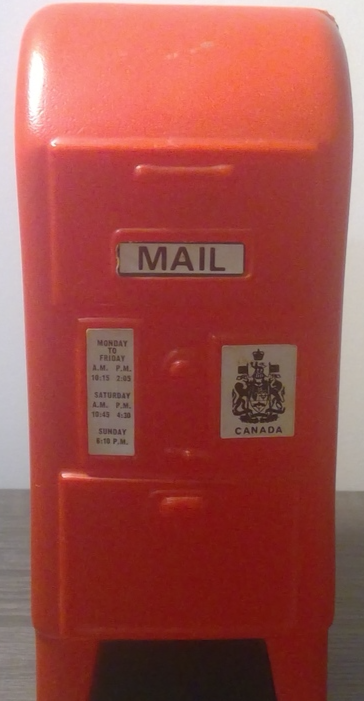 MAIL
MONDAY
TO
FRIDAY
A.M. P.M.
10:15 2:05
SATURDAY
A.M. P.M.
10:45 4:30
SUNDAY
6:10 P.M.
CANADA